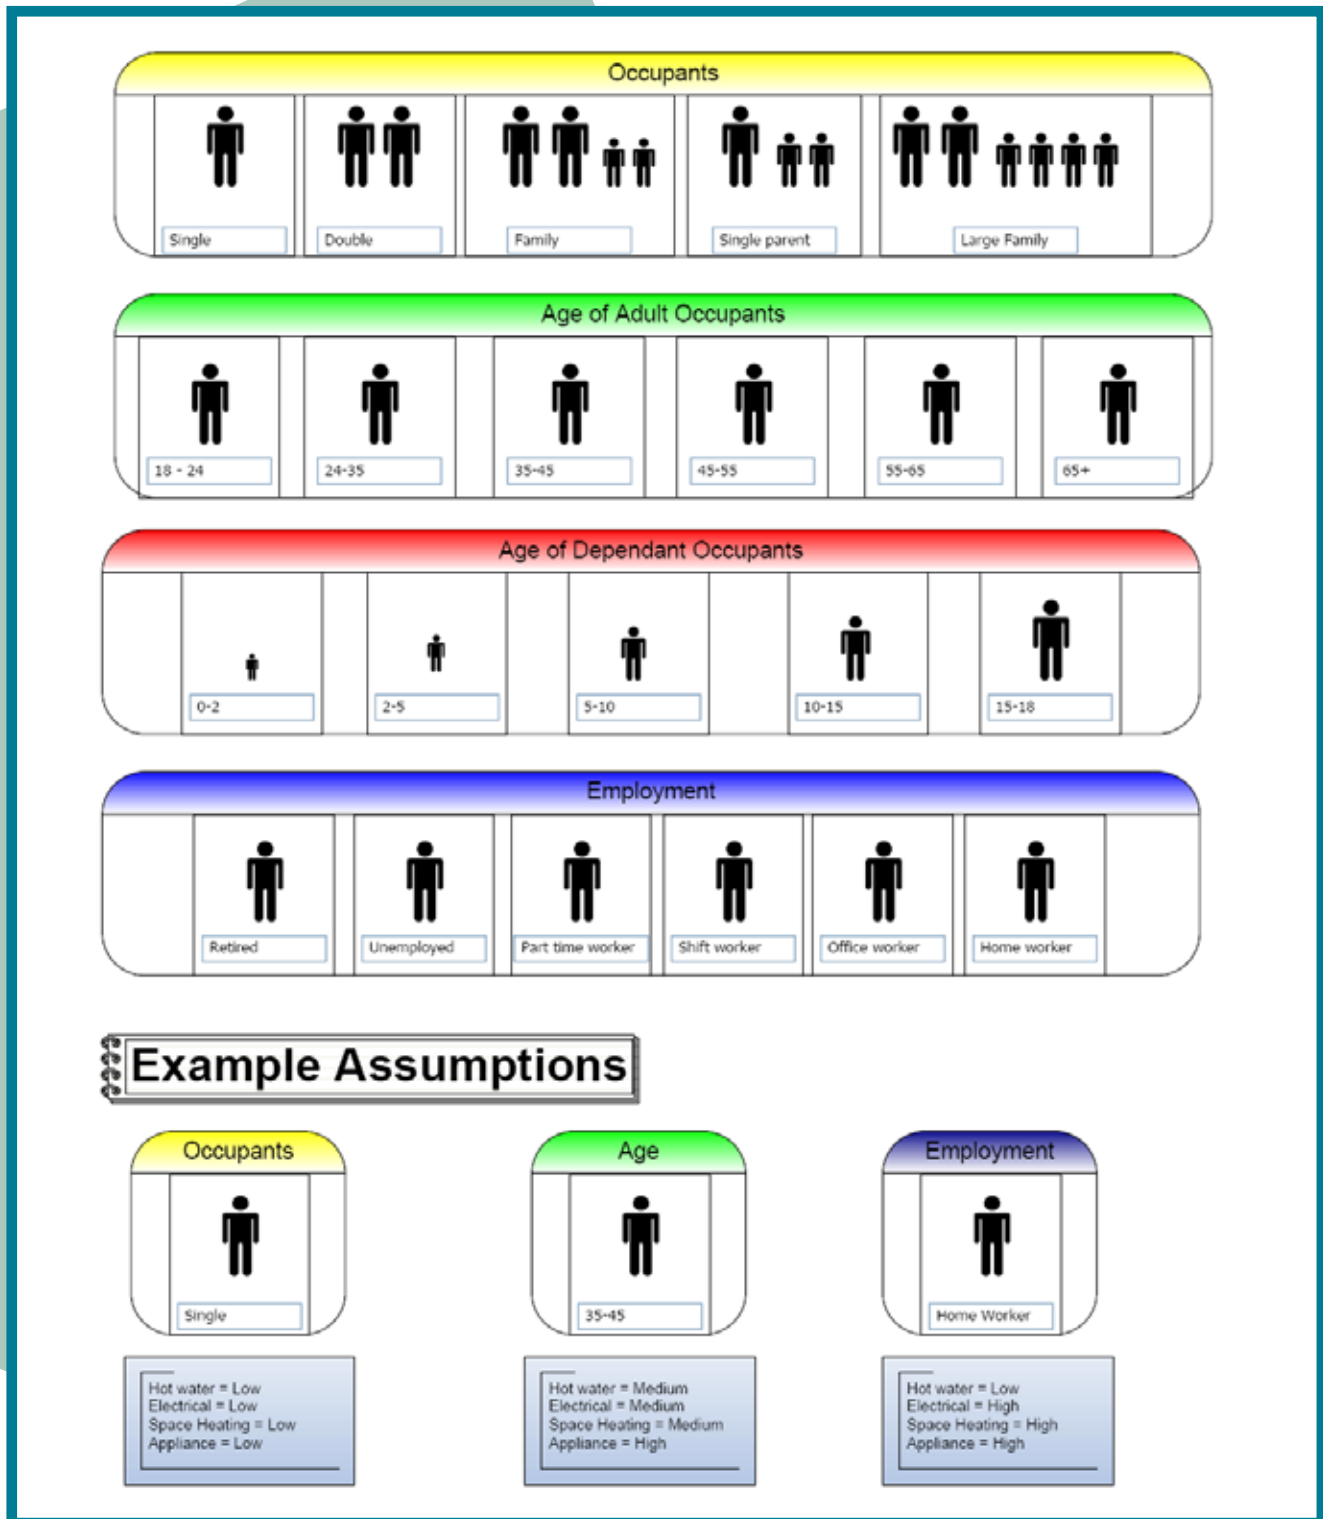 Occupants
Single
Double
Family
Single parent
Large Family
Age of Adult Occupants
18 - 24
24-35
35-45
45-55
55-65
65+
Age of Dependant Occupants
0-2
2-5
5-10
10-15
15-18
Employment
Retired
Unemployed
Part time worker
Shift worker
Office worker
Home worker
Example Assumptions
Occupants
Single
Hot water = Low
Electrical = Low
Space Heating = Low
Appliance = Low
Age
35-45
Hot water = Medium
Electrical = Medium
Space Heating = Medium
Appliance = High
Employment
Home Worker
Hot water = Low
Electrical = High
Space Heating = High
Appliance = High